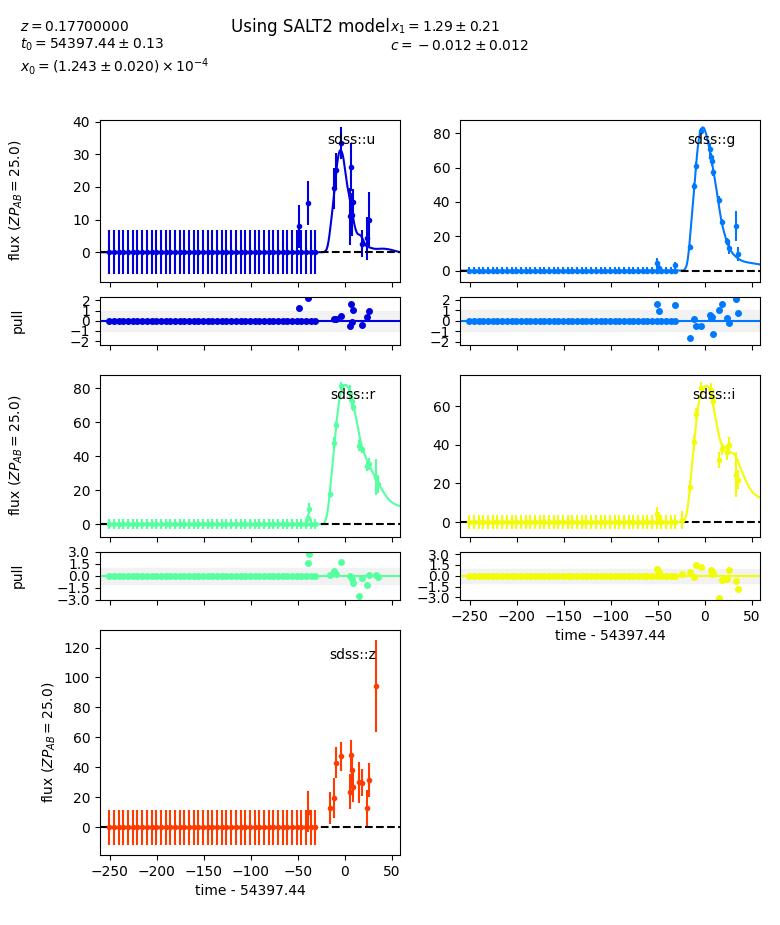 Using SALT2 model
z = 0.17700000
t₀ = 54397.44 ± 0.13
x₀ = (1.243 ± 0.020) × 10⁻⁴
x₁ = 1.29 ± 0.21
c = −0.012 ± 0.012
flux (ZP_AB = 25.0)
40
30
20
10
0
sdss::u
80
60
40
20
0
sdss::g
pull
2
1
0
−1
−2
2
1
0
−1
−2
flux (ZP_AB = 25.0)
80
60
40
20
0
sdss::r
60
40
20
0
sdss::i
pull
3.0
1.5
0.0
−1.5
−3.0
3.0
1.5
0.0
−1.5
−3.0
−250 −200 −150 −100 −50 0 50
time - 54397.44
flux (ZP_AB = 25.0)
120
100
80
60
40
20
0
sdss::z
−250 −200 −150 −100 −50 0 50
time - 54397.44